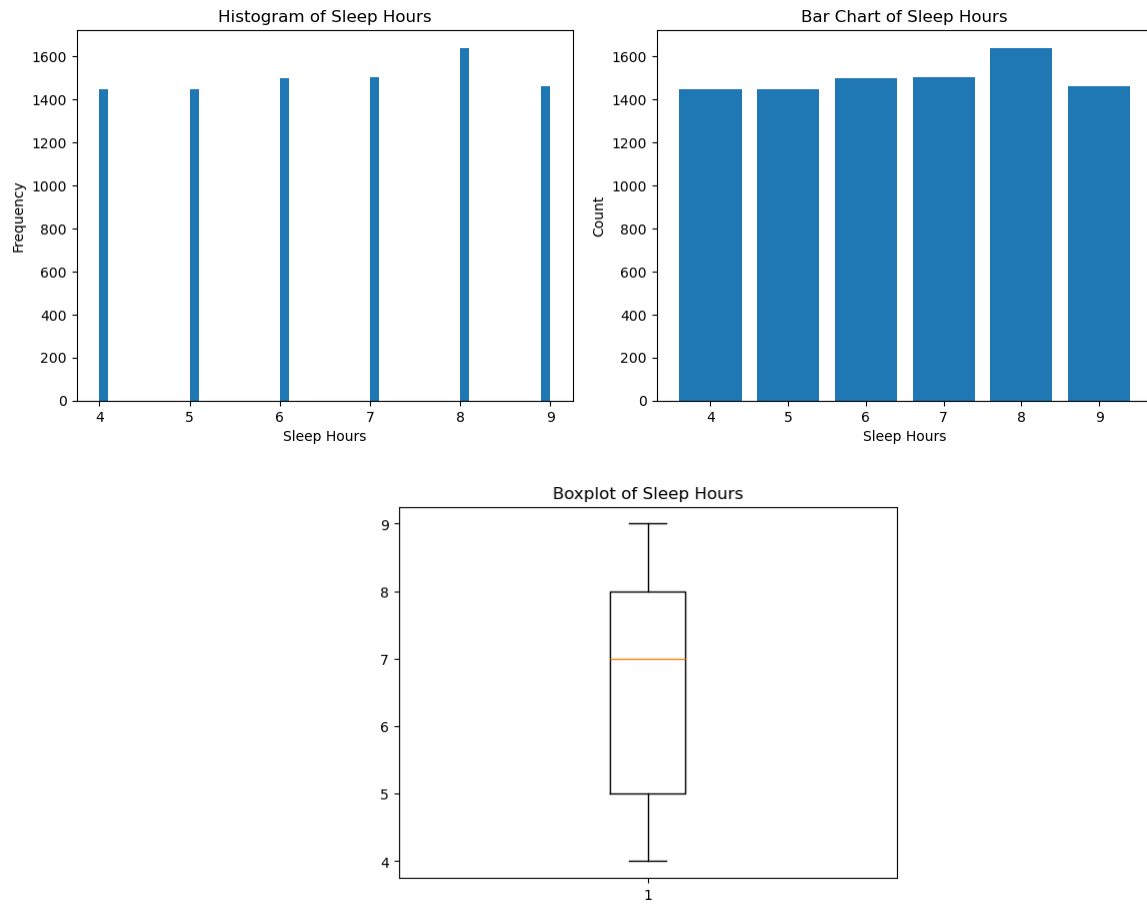 Histogram of Sleep Hours
1600
1400
1200
1000
800
600
400
200
0
Frequency
4 5 6 7 8 9
Sleep Hours
Bar Chart of Sleep Hours
1600
1400
1200
1000
800
600
400
200
0
Count
4 5 6 7 8 9
Sleep Hours
Boxplot of Sleep Hours
9
8
7
6
5
4
1